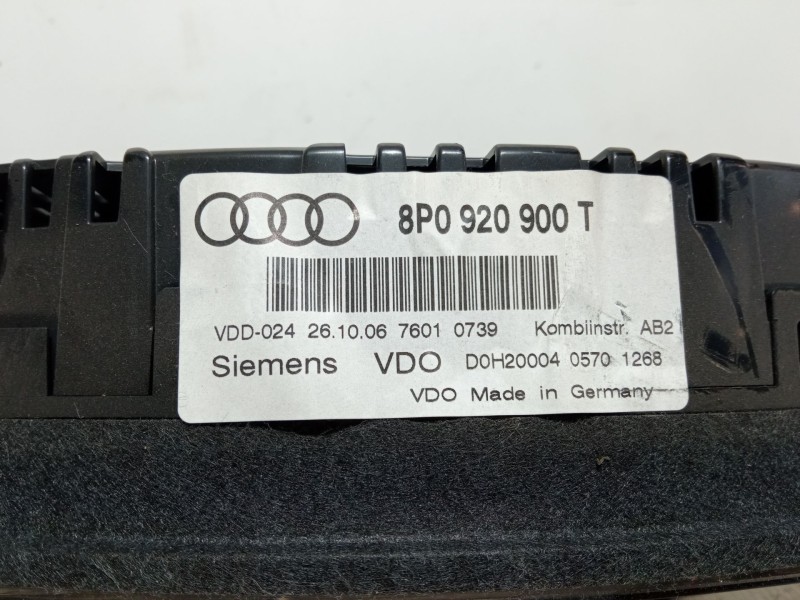 8P0 920 900 T
VDD-024 26.10.06 7601 0739 Kombiinstr. AB2
Siemens VDO D0H20004 0570 1268
VDO Made in Germany